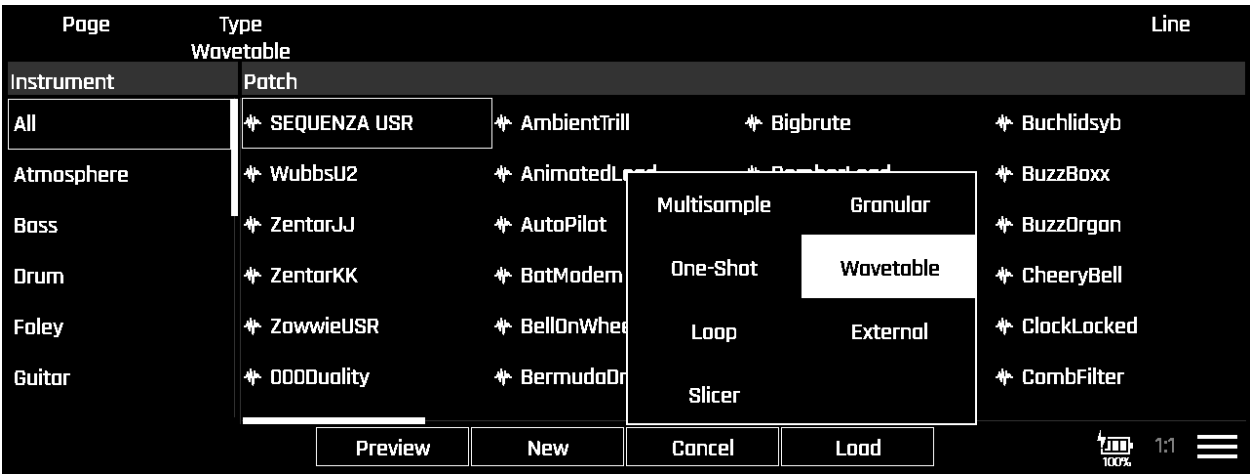 Page Type Line
Wavetable
Instrument Patch
All SEQUENZA USR AmbientTrill Bigbrute Buchlidsyb
Atmosphere WubbsU2 BuzzBoxx
Multisample Granular
Bass ZentarJJ AutoPilot BuzzOrgan
One-Shot Wavetable
Drum ZentarKK BatModem CheeryBell
Foley ZowwieUSR BellOnWhee ClockLocked
Loop External
Guitar 000Duality BermudaDr CombFilter
Slicer
Preview New Cancel Load 1:1
100%